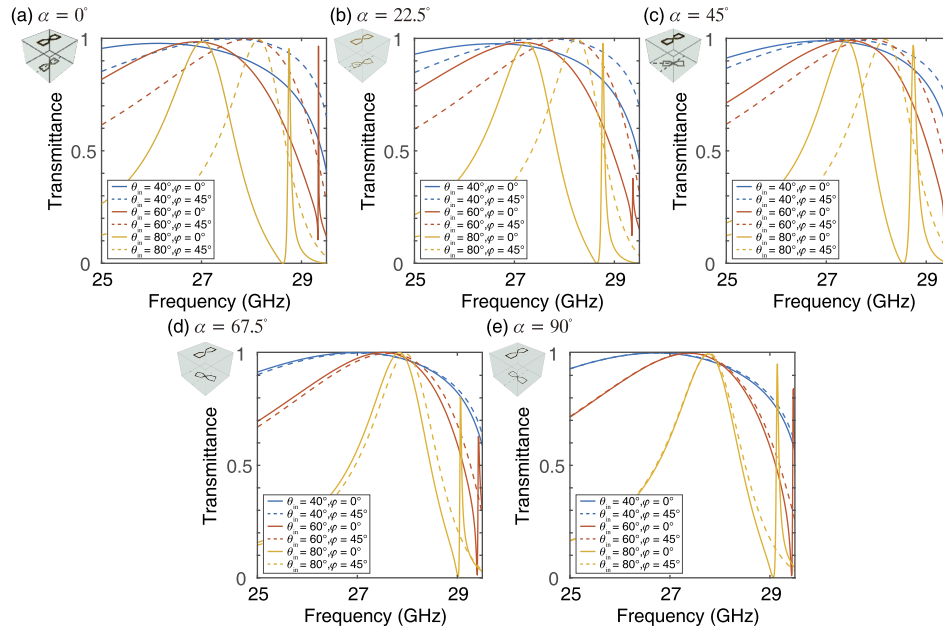 (a) α = 0°
(b) α = 22.5°
(c) α = 45°
Transmittance
1
0.5
0
θin = 40°,φ = 0°
θin = 40°,φ = 45°
θin = 60°,φ = 0°
θin = 60°,φ = 45°
θin = 80°,φ = 0°
θin = 80°,φ = 45°
25
27
29
Frequency (GHz)
Transmittance
1
0.5
0
θin = 40°,φ = 0°
θin = 40°,φ = 45°
θin = 60°,φ = 0°
θin = 60°,φ = 45°
θin = 80°,φ = 0°
θin = 80°,φ = 45°
25
27
29
Frequency (GHz)
Transmittance
1
0.5
0
θin = 40°,φ = 0°
θin = 40°,φ = 45°
θin = 60°,φ = 0°
θin = 60°,φ = 45°
θin = 80°,φ = 0°
θin = 80°,φ = 45°
25
27
29
Frequency (GHz)
(d) α = 67.5°
(e) α = 90°
Transmittance
1
0.5
0
θin = 40°,φ = 0°
θin = 40°,φ = 45°
θin = 60°,φ = 0°
θin = 60°,φ = 45°
θin = 80°,φ = 0°
θin = 80°,φ = 45°
25
27
29
Frequency (GHz)
Transmittance
1
0.5
0
θin = 40°,φ = 0°
θin = 40°,φ = 45°
θin = 60°,φ = 0°
θin = 60°,φ = 45°
θin = 80°,φ = 0°
θin = 80°,φ = 45°
25
27
29
Frequency (GHz)